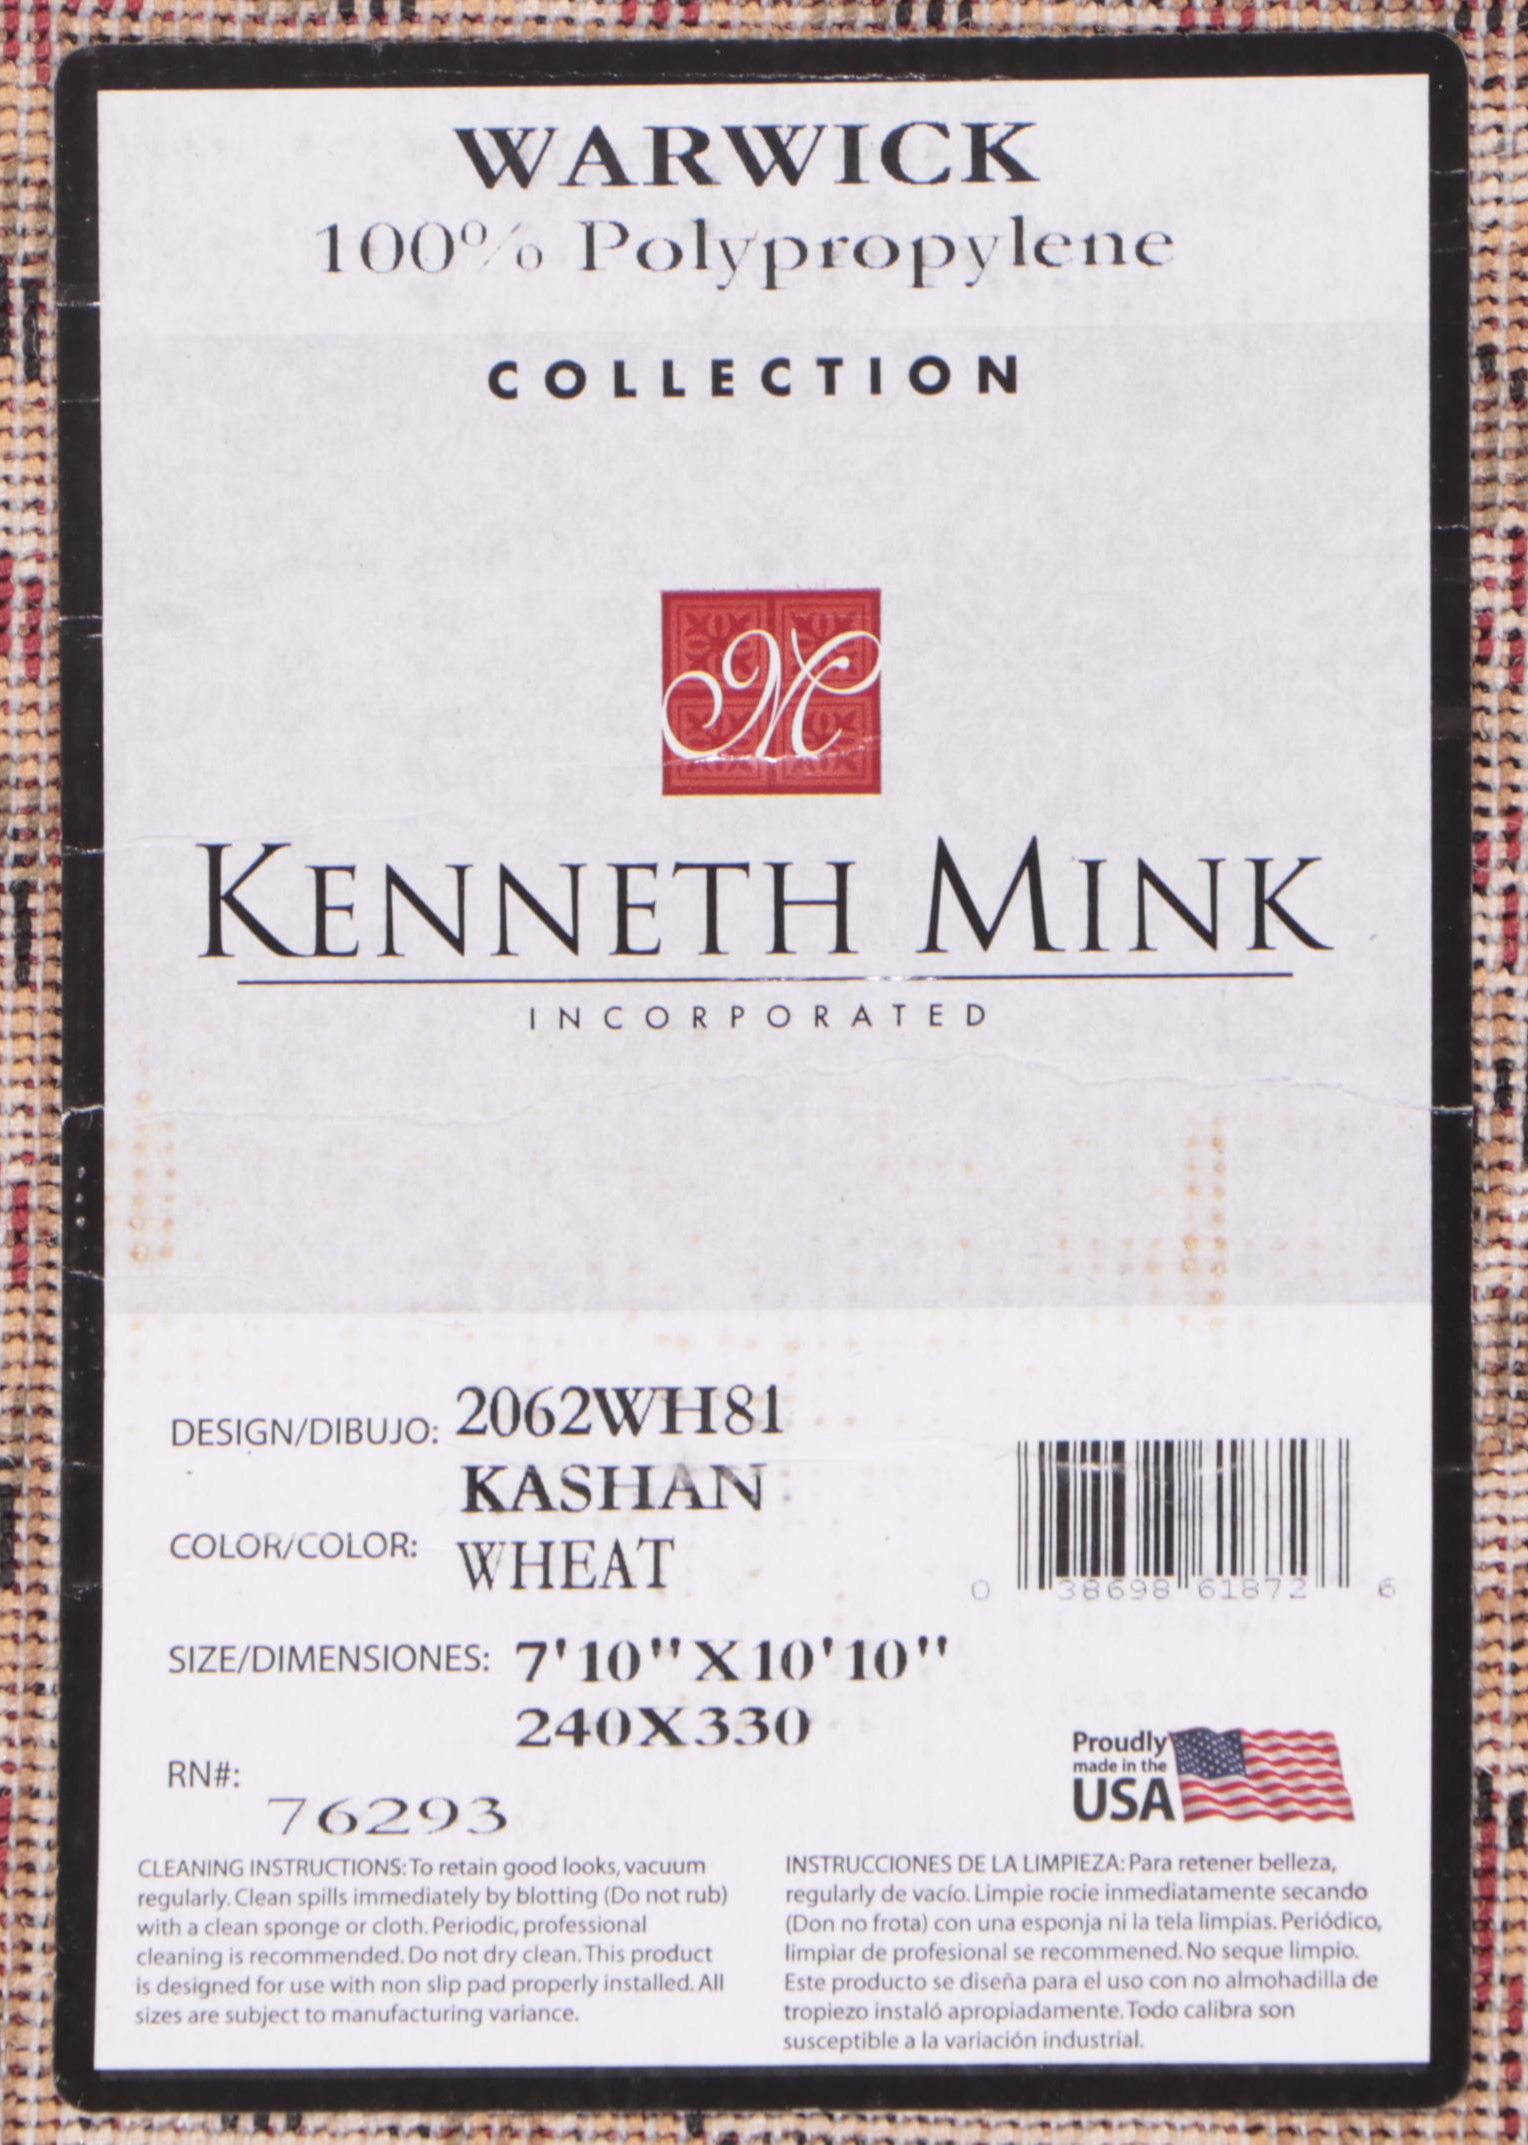 WARWICK
100% Polypropylene
COLLECTION
M
KENNETH MINK
INCORPORATED
DESIGN/DIBUJO: 2062WH81
KASHAN
COLOR/COLOR: WHEAT
0 38698 61872 6
SIZE/DIMENSIONES: 7'10"X10'10"
240X330
RN#:
76293
Proudly
made in the
USA
CLEANING INSTRUCTIONS: To retain good looks, vacuum
regularly. Clean spills immediately by blotting (Do not rub)
with a clean sponge or cloth. Periodic, professional
cleaning is recommended. Do not dry clean. This product
is designed for use with non slip pad properly installed. All
sizes are subject to manufacturing variance.
INSTRUCCIONES DE LA LIMPIEZA: Para retener belleza,
regularly de vacío. Limpie rocie inmediatamente secando
(Don no frota) con una esponja ni la tela limpias. Periódico,
limpiar de profesional se recommened. No seque limpio.
Este producto se diseña para el uso con no almohadilla de
tropiezo instaló apropiadamente. Todo calibra son
susceptible a la variación industrial.